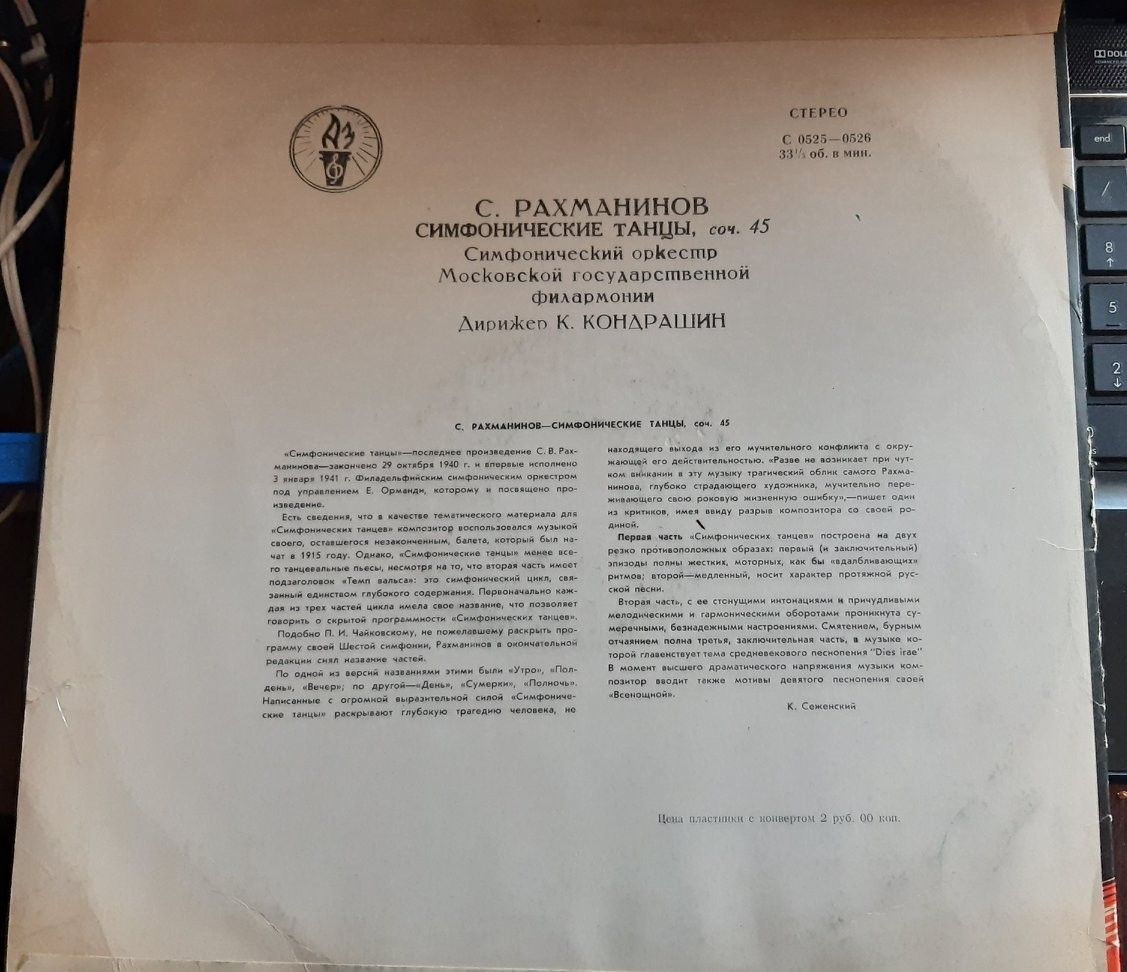 АЗ
СТЕРЕО
С 0525—0526
33⅓ об. в мин.
С. РАХМАНИНОВ
СИМФОНИЧЕСКИЕ ТАНЦЫ, соч. 45
Симфонический оркестр
Московской государственной
филармонии
Дирижер К. КОНДРАШИН
С. РАХМАНИНОВ—СИМФОНИЧЕСКИЕ ТАНЦЫ, соч. 45
«Симфонические танцы»—последнее произведение С. В. Рах-
манинова—закончено 29 октября 1940 г. и впервые исполнено
3 января 1941 г. Филадельфийским симфоническим оркестром
под управлением Е. Орманди, которому и посвящено про-
изведение.
Есть сведения, что в качестве тематического материала для
«Симфонических танцев» композитор воспользовался музыкой
своего, оставшегося незаконченным, балета, который был на-
чат в 1915 году. Однако, «Симфонические танцы» менее все-
го танцевальные пьесы, несмотря на то, что вторая часть имеет
подзаголовок «Темп вальса»: это симфонический цикл, свя-
занный единством глубокого содержания. Первоначально каж-
дая из трех частей цикла имела свое название, что позволяет
говорить о скрытой программности «Симфонических танцев».
Подобно П. И. Чайковскому, не пожелавшему раскрыть про-
грамму своей Шестой симфонии, Рахманинов в окончательной
редакции снял название частей.
По одной из версий названиями этими были «Утро», «Пол-
день», «Вечер»; по другой—«День», «Сумерки», «Полночь».
Написанные с огромной выразительной силой «Симфониче-
ские танцы» раскрывают глубокую трагедию человека, не
находящего выхода из его мучительного конфликта с окру-
жающей его действительностью. «Разве не возникает при чут-
ком вникании в эту музыку трагический облик самого Рахма-
нинова, глубоко страдающего художника, мучительно пере-
живающего свою роковую жизненную ошибку»,—пишет один
из критиков, имея ввиду разрыв композитора со своей ро-
диной.
Первая часть «Симфонических танцев» построена на двух
резко противоположных образах: первый (и заключительный)
эпизоды полны жестких, моторных, как бы «вдалбливающих»
ритмов; второй—медленный, носит характер протяжной рус-
ской песни.
Вторая часть, с ее стонущими интонациями и причудливыми
мелодическими и гармоническими оборотами проникнута су-
меречными, безнадежными настроениями. Смятением, бурным
отчаянием полна третья, заключительная часть, в музыке ко-
торой главенствует тема средневекового песнопения "Dies irae"
В момент высшего драматического напряжения музыки ком-
позитор вводит также мотивы девятого песнопения своей
«Всенощной».
К. Сеженский
Цена пластинки с конвертом 2 руб. 00 коп.
end
/
8
5
2